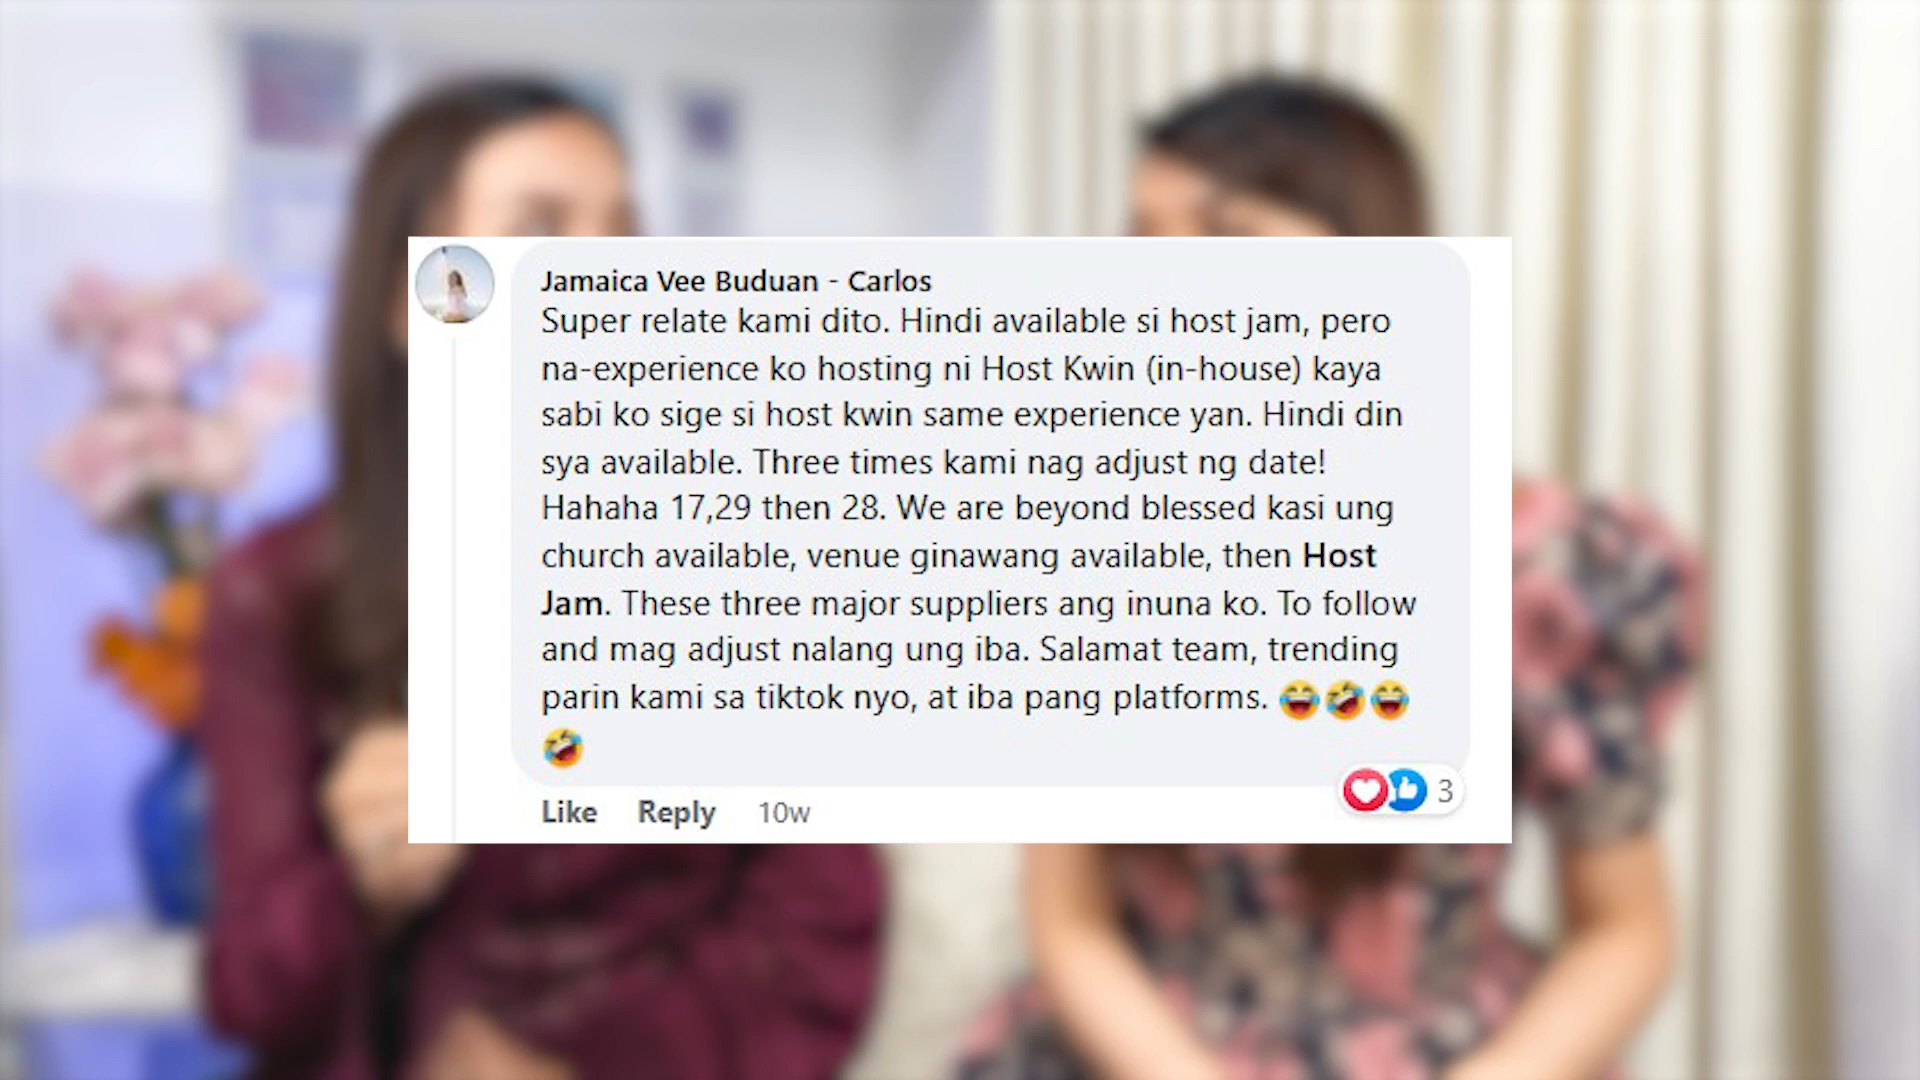 Jamaica Vee Buduan - Carlos
Super relate kami dito. Hindi available si host jam, pero
na-experience ko hosting ni Host Kwin (in-house) kaya
sabi ko sige si host kwin same experience yan. Hindi din
sya available. Three times kami nag adjust ng date!
Hahaha 17,29 then 28. We are beyond blessed kasi ung
church available, venue ginawang available, then Host
Jam. These three major suppliers ang inuna ko. To follow
and mag adjust nalang ung iba. Salamat team, trending
parin kami sa tiktok nyo, at iba pang platforms. 😂🤣😂
🤣
3
Like Reply 10w